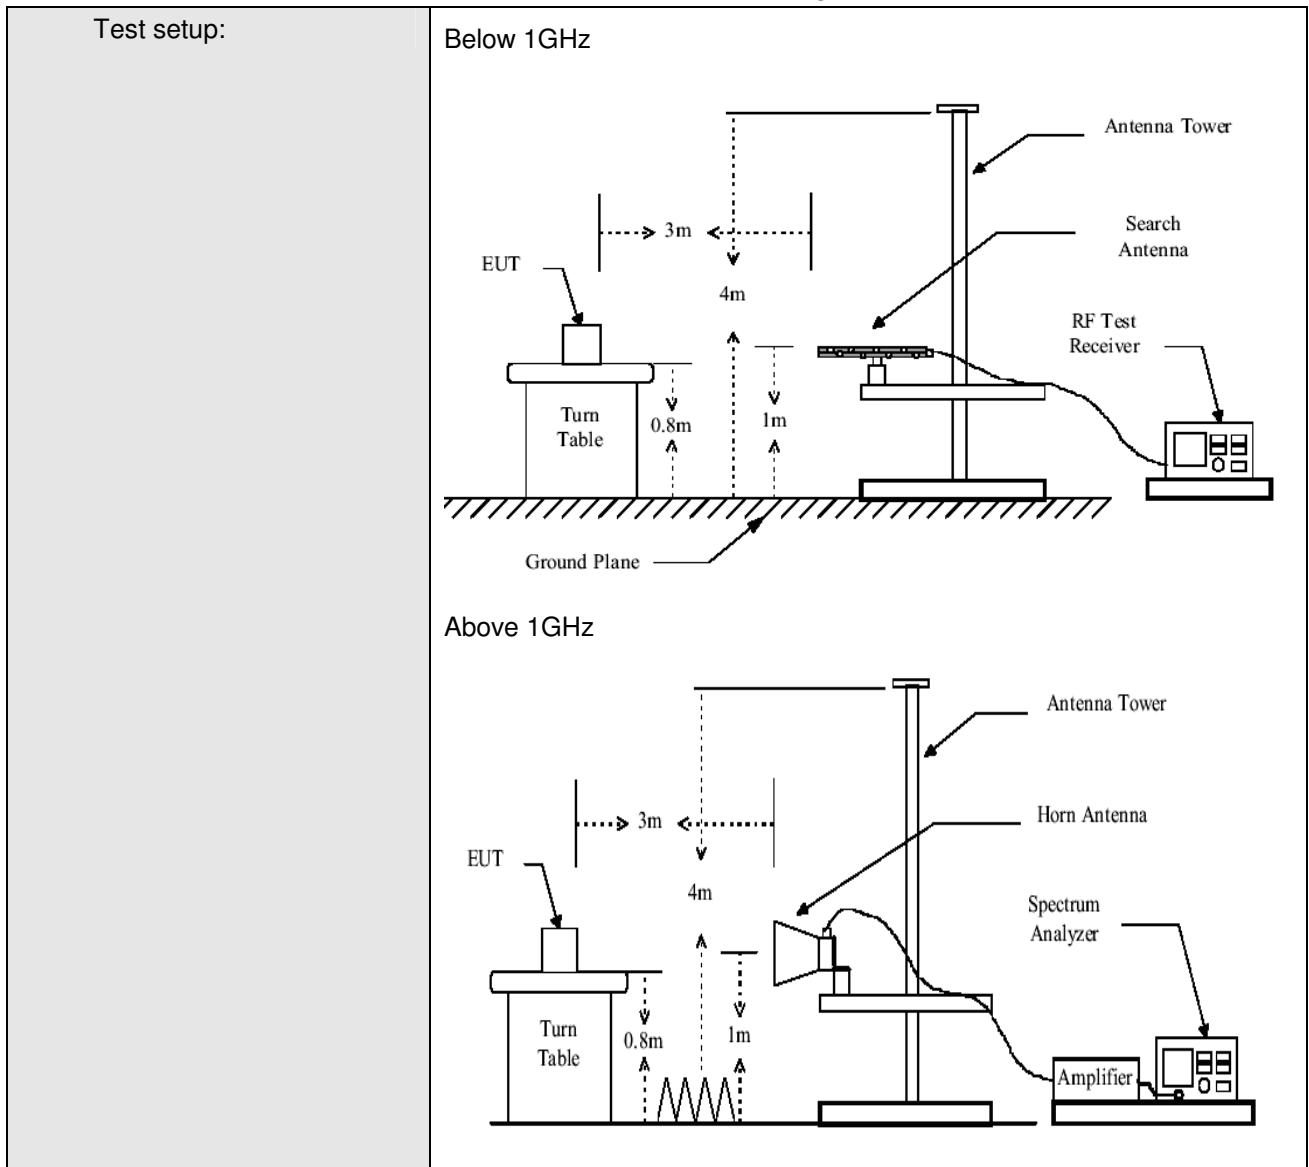 Test setup:
Below 1GHz
Antenna Tower
Search
Antenna
3m
EUT
4m
RF Test
Receiver
Turn
Table
0.8m
1m
Ground Plane
Above 1GHz
Antenna Tower
3m
Horn Antenna
EUT
4m
Spectrum
Analyzer
Turn
Table
0.8m
1m
Amplifier